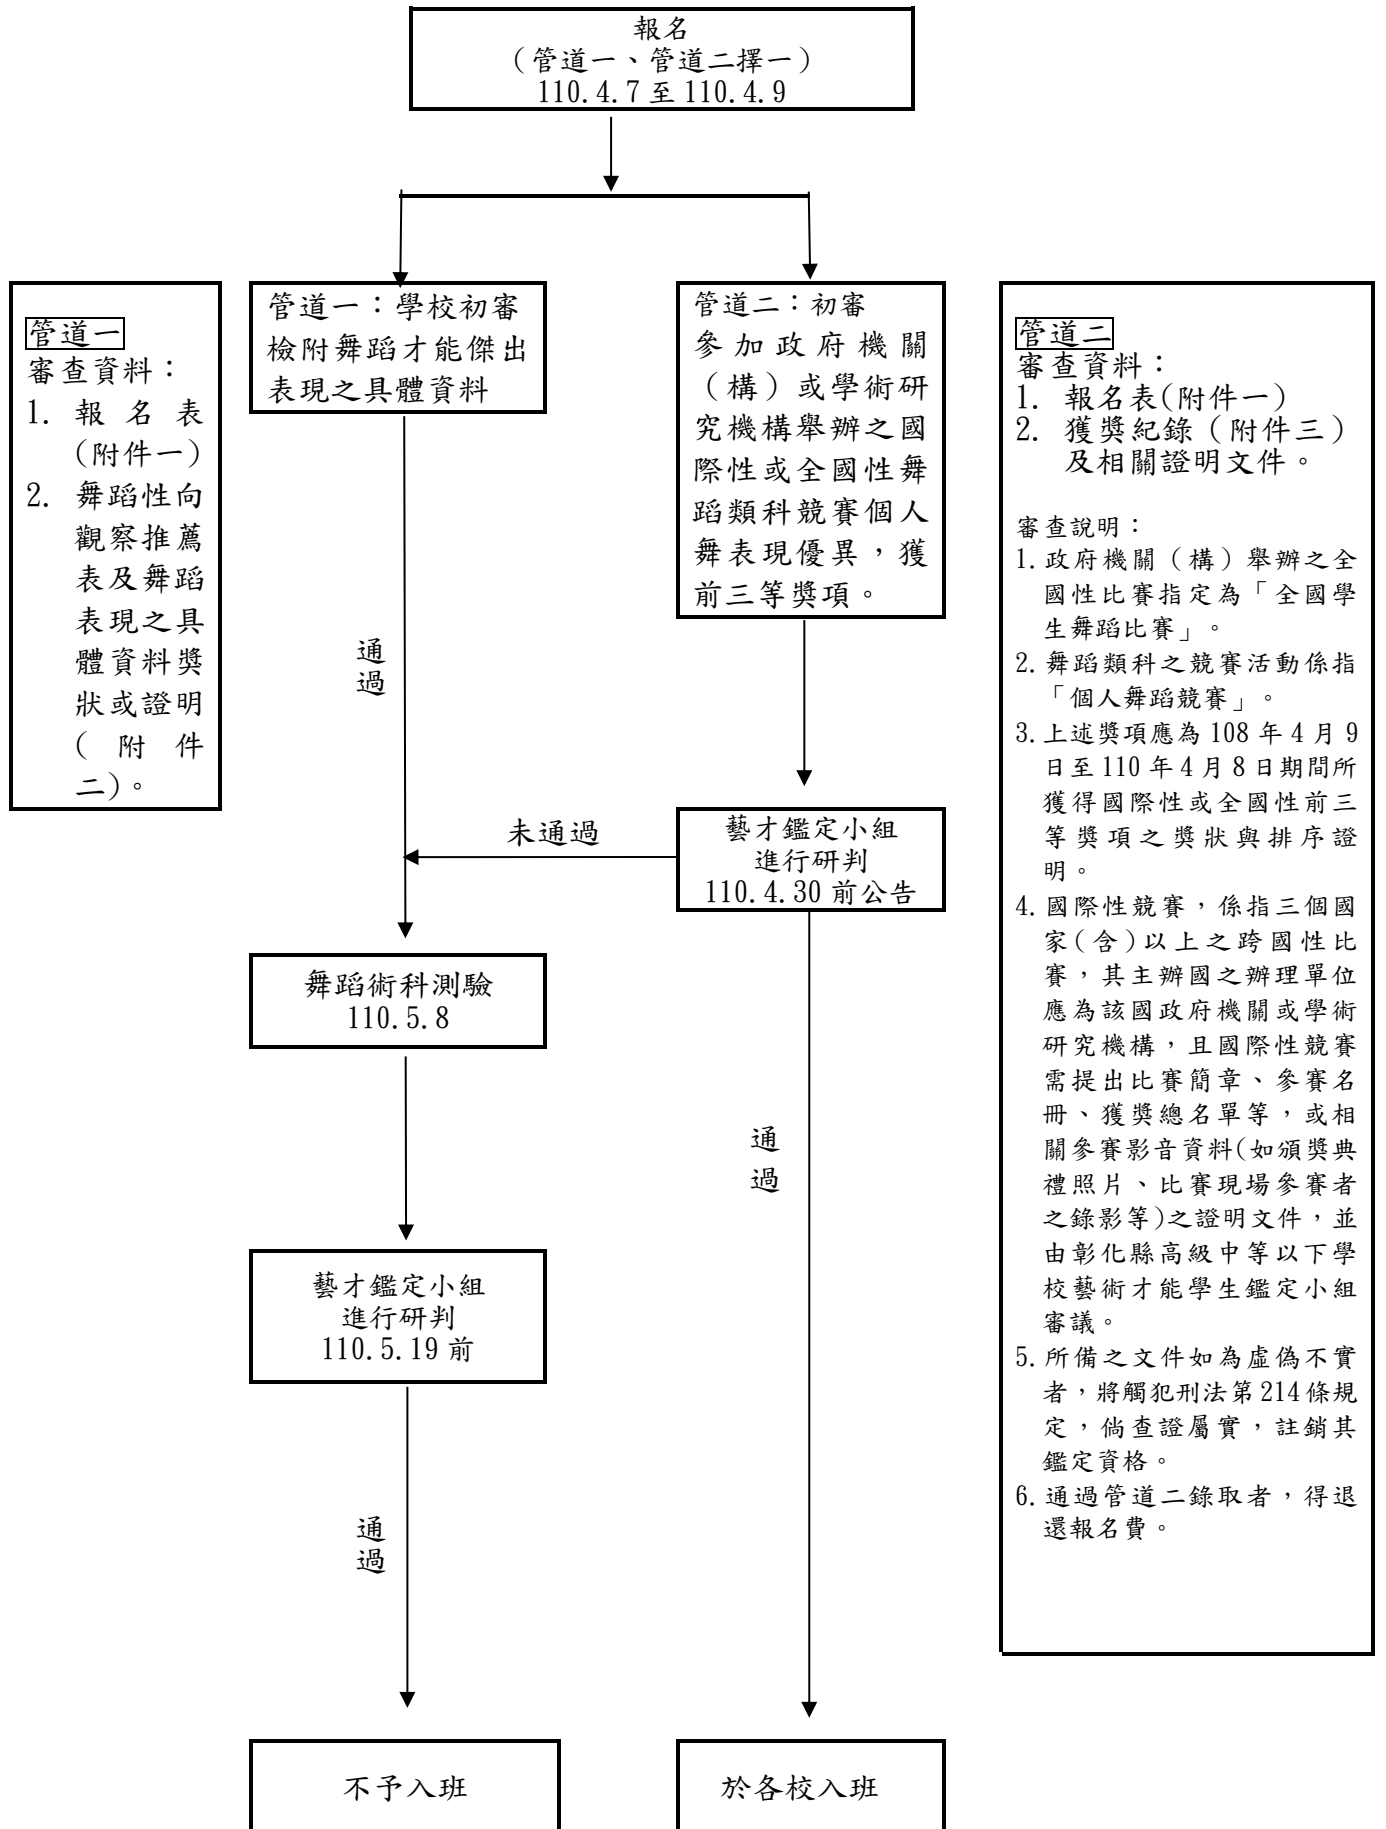 報名
（管道一、管道二擇一）
110.4.7 至 110.4.9
管道一
審查資料：
1. 報名表
(附件一)
2. 舞蹈性向
觀察推薦
表及舞蹈
表現之具
體資料獎
狀或證明
(附件
二)。
管道一：學校初審
檢附舞蹈才能傑出
表現之具體資料
管道二：初審
參加政府機關
（構）或學術研
究機構舉辦之國
際性或全國性舞
蹈類科競賽個人
舞表現優異，獲
前三等獎項。
管道二
審查資料：
1. 報名表(附件一)
2. 獲獎紀錄（附件三）
及相關證明文件。
審查說明：
1.政府機關（構）舉辦之全
國性比賽指定為「全國學
生舞蹈比賽」。
2.舞蹈類科之競賽活動係指
「個人舞蹈競賽」。
3.上述獎項應為 108 年 4 月 9
日至 110 年 4 月 8 日期間所
獲得國際性或全國性前三
等獎項之獎狀與排序證
明。
4.國際性競賽，係指三個國
家(含)以上之跨國性比
賽，其主辦國之辦理單位
應為該國政府機關或學術
研究機構，且國際性競賽
需提出比賽簡章、參賽名
冊、獲獎總名單等，或相
關參賽影音資料(如頒獎典
禮照片、比賽現場參賽者
之錄影等)之證明文件，並
由彰化縣高級中等以下學
校藝術才能學生鑑定小組
審議。
5.所備之文件如為虛偽不實
者，將觸犯刑法第 214 條規
定，倘查證屬實，註銷其
鑑定資格。
6.通過管道二錄取者，得退
還報名費。
通
過
未通過
藝才鑑定小組
進行研判
110.4.30 前公告
舞蹈術科測驗
110.5.8
通
過
藝才鑑定小組
進行研判
110.5.19 前
通
過
不予入班
於各校入班